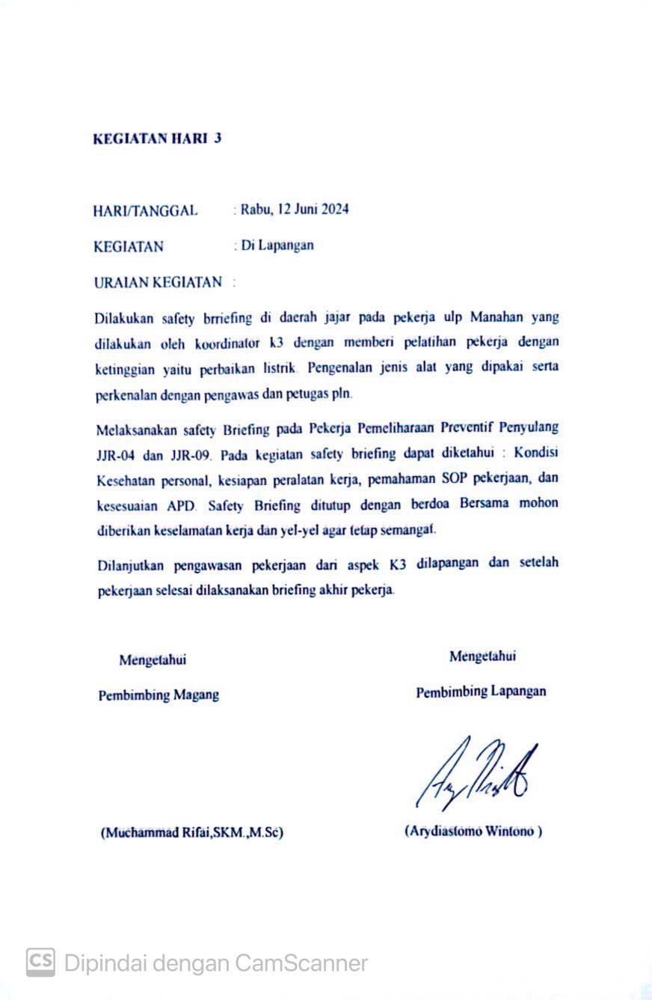 KEGIATAN HARI 3
HARI/TANGGAL : Rabu, 12 Juni 2024
KEGIATAN : Di Lapangan
URAIAN KEGIATAN :
Dilakukan safety brriefing di daerah jajar pada pekerja ulp Manahan yang
dilakukan oleh koordinator k3 dengan memberi pelatihan pekerja dengan
ketinggian yaitu perbaikan listrik. Pengenalan jenis alat yang dipakai serta
perkenalan dengan pengawas dan petugas pln.
Melaksanakan safety Briefing pada Pekerja Pemeliharaan Preventif Penyulang
JJR-04 dan JJR-09. Pada kegiatan safety briefing dapat diketahui : Kondisi
Kesehatan personal, kesiapan peralatan kerja, pemahaman SOP pekerjaan, dan
kesesuaian APD. Safety Briefing ditutup dengan berdoa Bersama mohon
diberikan keselamatan kerja dan yel-yel agar tetap semangat.
Dilanjutkan pengawasan pekerjaan dari aspek K3 dilapangan dan setelah
pekerjaan selesai dilaksanakan briefing akhir pekerja.
Mengetahui Mengetahui
Pembimbing Magang Pembimbing Lapangan
(Muchammad Rifai,SKM.,M.Sc) (Arydiastomo Wintono )
CS Dipindai dengan CamScanner